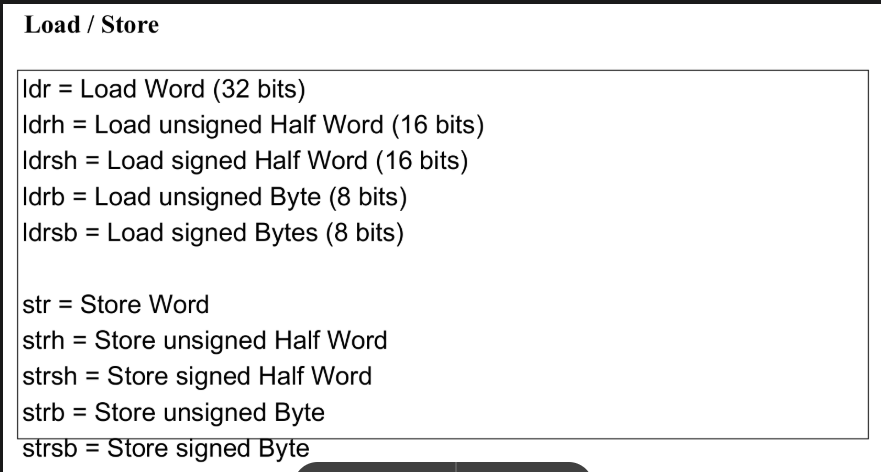 Load / Store
ldr = Load Word (32 bits)
ldrh = Load unsigned Half Word (16 bits)
ldrsh = Load signed Half Word (16 bits)
ldrb = Load unsigned Byte (8 bits)
ldrsb = Load signed Bytes (8 bits)
str = Store Word
strh = Store unsigned Half Word
strsh = Store signed Half Word
strb = Store unsigned Byte
strsb = Store signed Byte